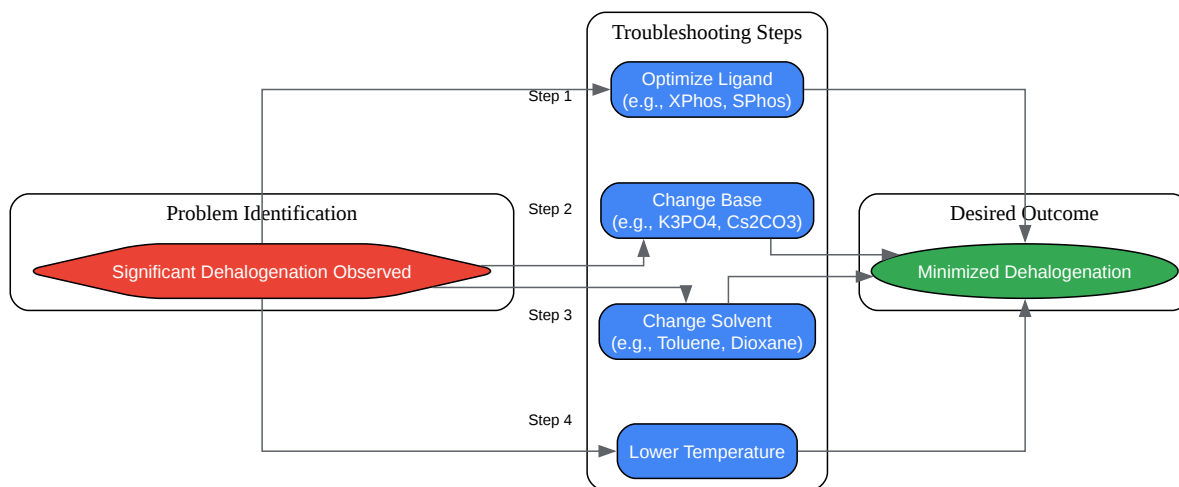 Troubleshooting Steps
Step 1
Optimize Ligand
(e.g., XPhos, SPhos)
Problem Identification
Significant Dehalogenation Observed
Step 2
Change Base
(e.g., K3PO4, Cs2CO3)
Desired Outcome
Minimized Dehalogenation
Step 3
Change Solvent
(e.g., Toluene, Dioxane)
Step 4
Lower Temperature